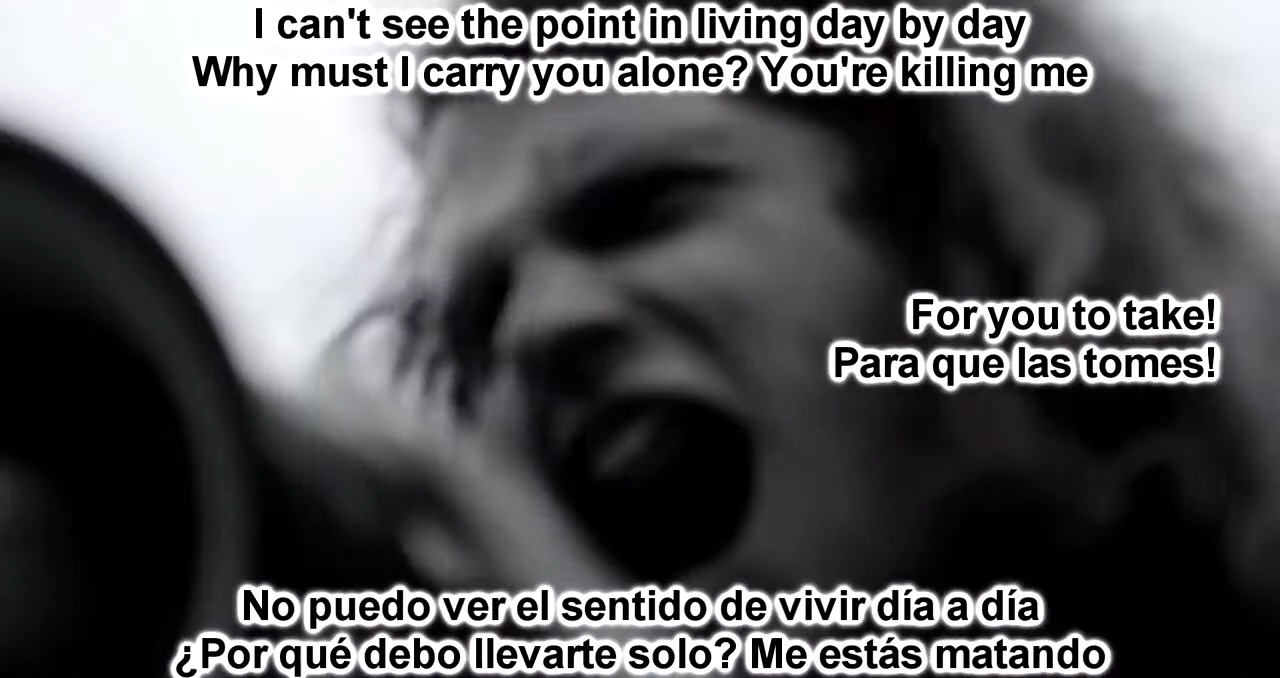 I can't see the point in living day by day
Why must I carry you alone? You're killing me
For you to take!
Para que las tomes!
No puedo ver el sentido de vivir día a día
¿Por qué debo llevarte solo? Me estás matando